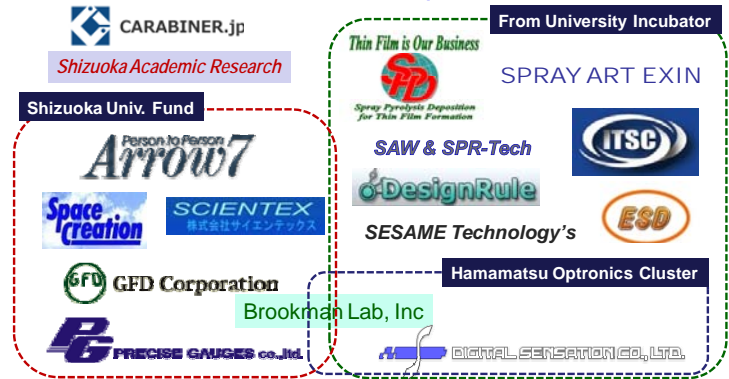 CARABINER.jp
Shizuoka Academic Research
Shizuoka Univ. Fund
Person to Person
Arrow7
Space
Creation
SCIENTEX
株式会社サイエンテックス
GFD
GFD Corporation
Brookman Lab, Inc
PG
PRECISE GAUGES co.,ltd.
From University Incubator
Thin Film is Our Business
SPD
Spray Pyrolysis Deposition
for Thin Film Formation
SPRAY ART EXIN
SAW & SPR-Tech
ITSC
DesignRule
SESAME Technology's
ESD
Hamamatsu Optronics Cluster
DIGITAL SENSATION CO., LTD.